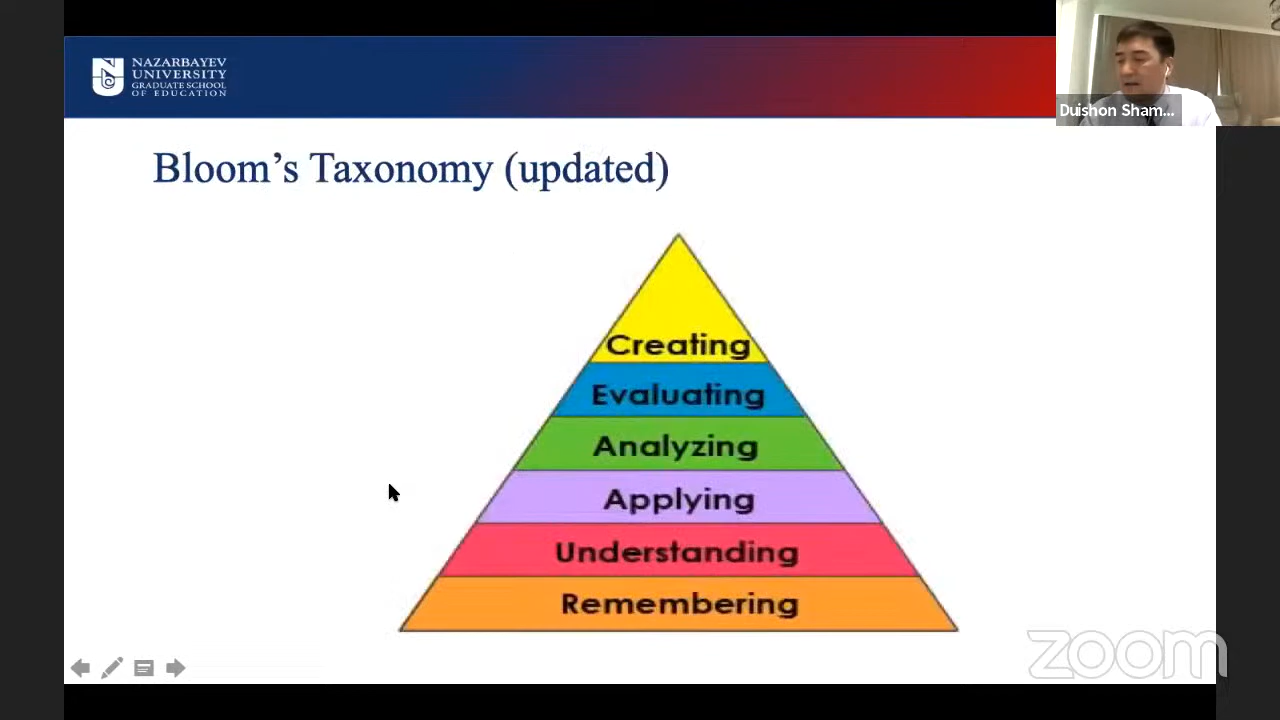 NAZARBAYEV
UNIVERSITY
GRADUATE SCHOOL
OF EDUCATION
Duishon Sham...
Bloom’s Taxonomy (updated)
Creating
Evaluating
Analyzing
Applying
Understanding
Remembering
zoom